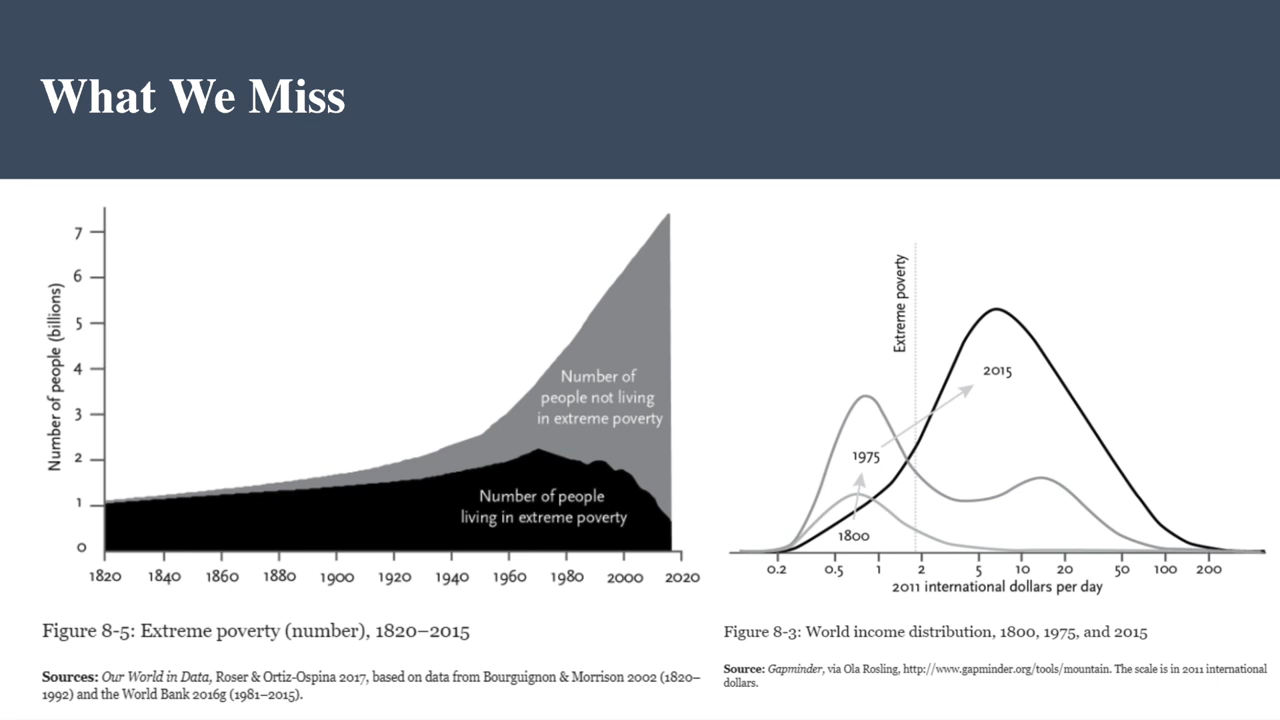 What We Miss
Number of people (billions)
7
6
5
4
3
2
1
0
Number of
people not living
in extreme poverty
Number of people
living in extreme poverty
1820 1840 1860 1880 1900 1920 1940 1960 1980 2000 2020
Figure 8-5: Extreme poverty (number), 1820–2015
Sources: Our World in Data, Roser & Ortiz-Ospina 2017, based on data from Bourguignon & Morrison 2002 (1820–
1992) and the World Bank 2016g (1981–2015).
Extreme poverty
2015
1975
1800
0.2 0.5 1 2 5 10 20 50 100 200
2011 international dollars per day
Figure 8-3: World income distribution, 1800, 1975, and 2015
Source: Gapminder, via Ola Rosling, http://www.gapminder.org/tools/mountain. The scale is in 2011 international
dollars.